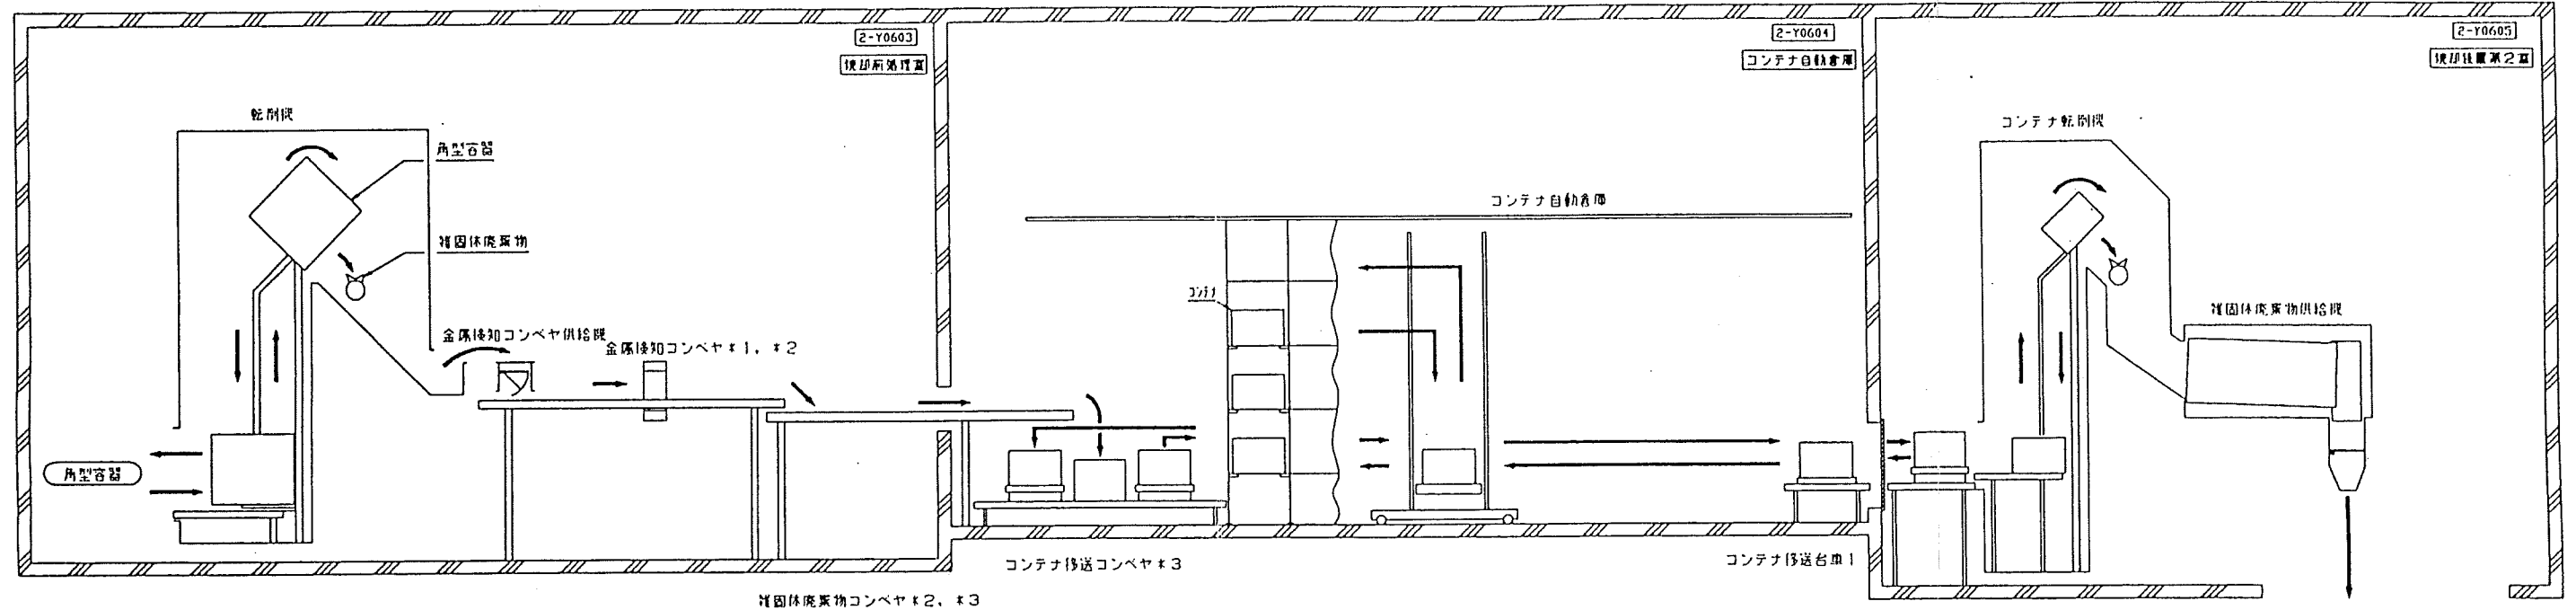 2-Y0603
焼却前処理室
転倒機
角型容器
雑固体廃棄物
金属検知コンベヤ供給機
金属検知コンベヤ*1, *2
角型容器
雑固体廃棄物コンベヤ*2, *3
2-Y0604
コンテナ自動倉庫
コンテナ自動倉庫
コンテナ
コンテナ移送コンベヤ*3
コンテナ移送台車1
2-Y0605
焼却装置第2室
コンテナ転倒機
雑固体廃棄物供給機